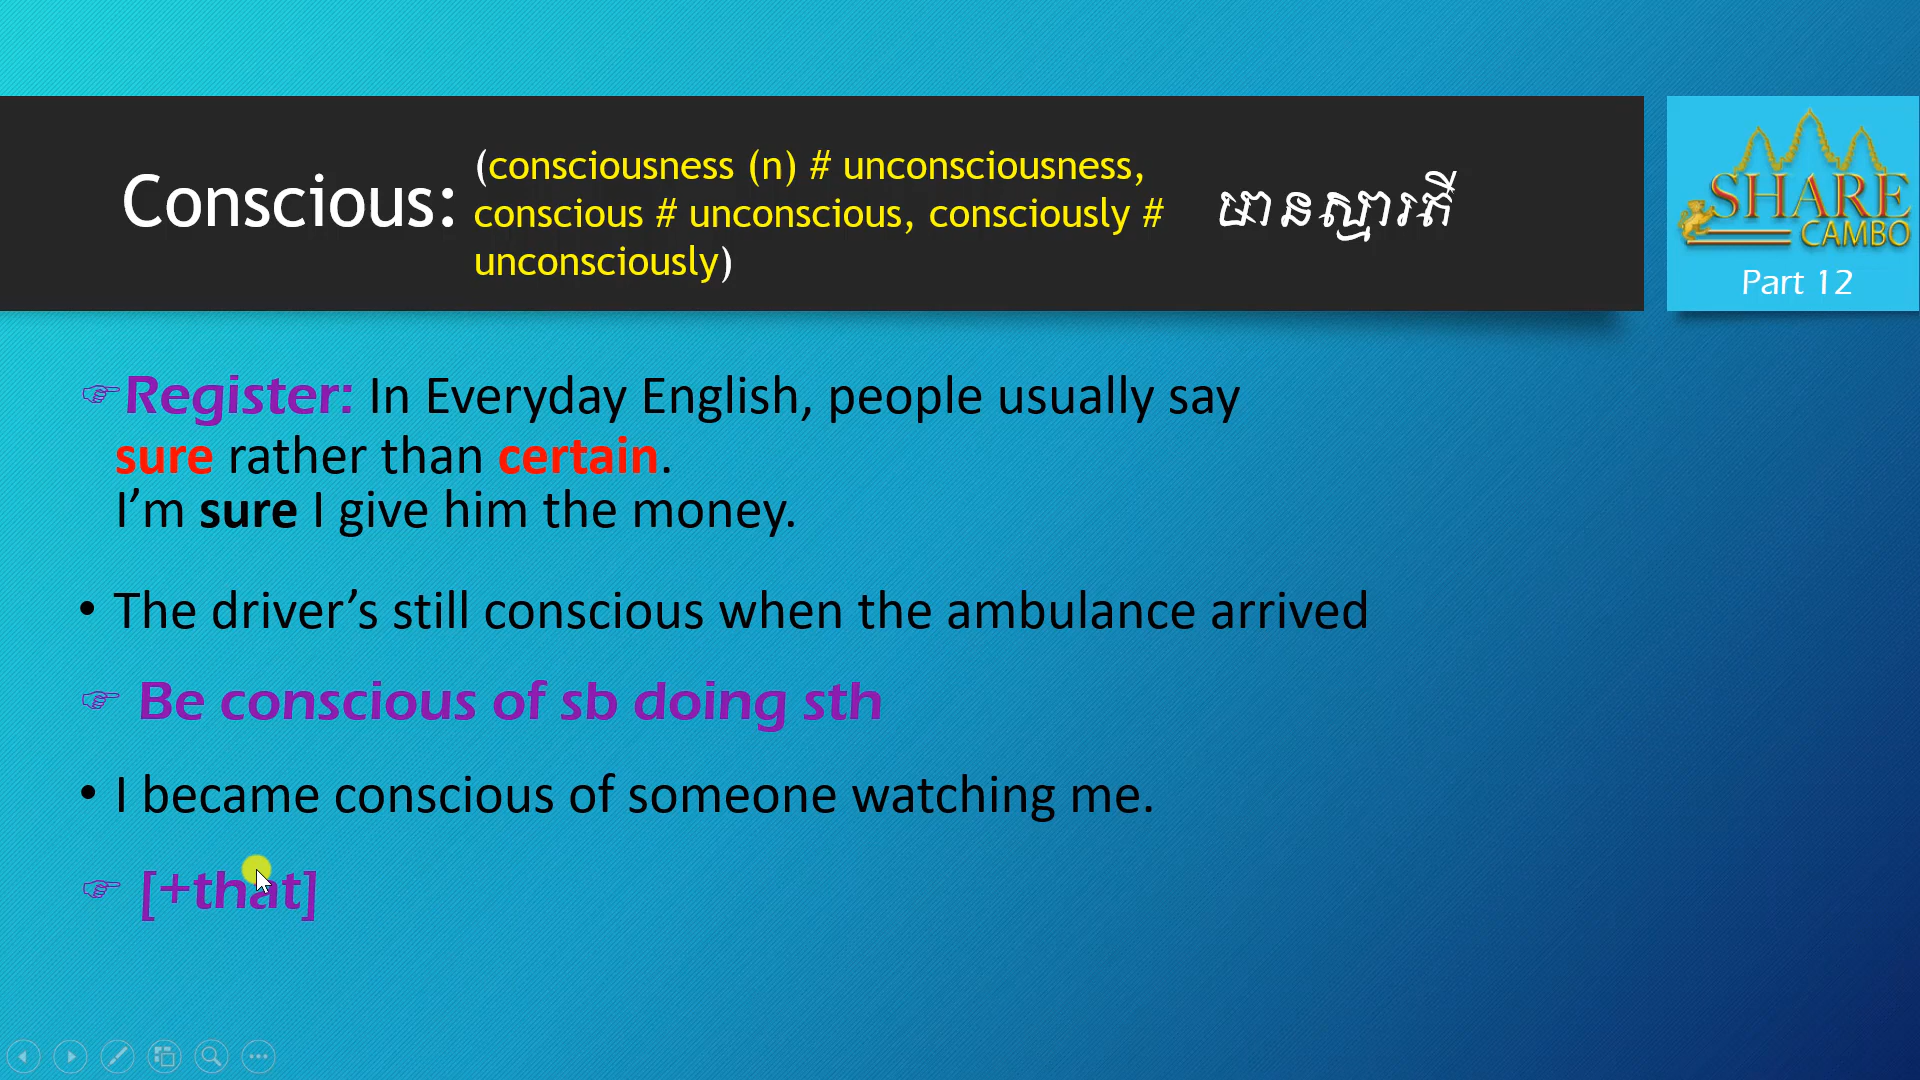 Conscious:
(consciousness (n) # unconsciousness,
conscious # unconscious, consciously #
unconsciously)
មានស្មារតី
SHARE
CAMBO
Part 12
☞Register: In Everyday English, people usually say
sure rather than certain.
I’m sure I give him the money.
• The driver’s still conscious when the ambulance arrived
☞ Be conscious of sb doing sth
• I became conscious of someone watching me.
☞ [+that]